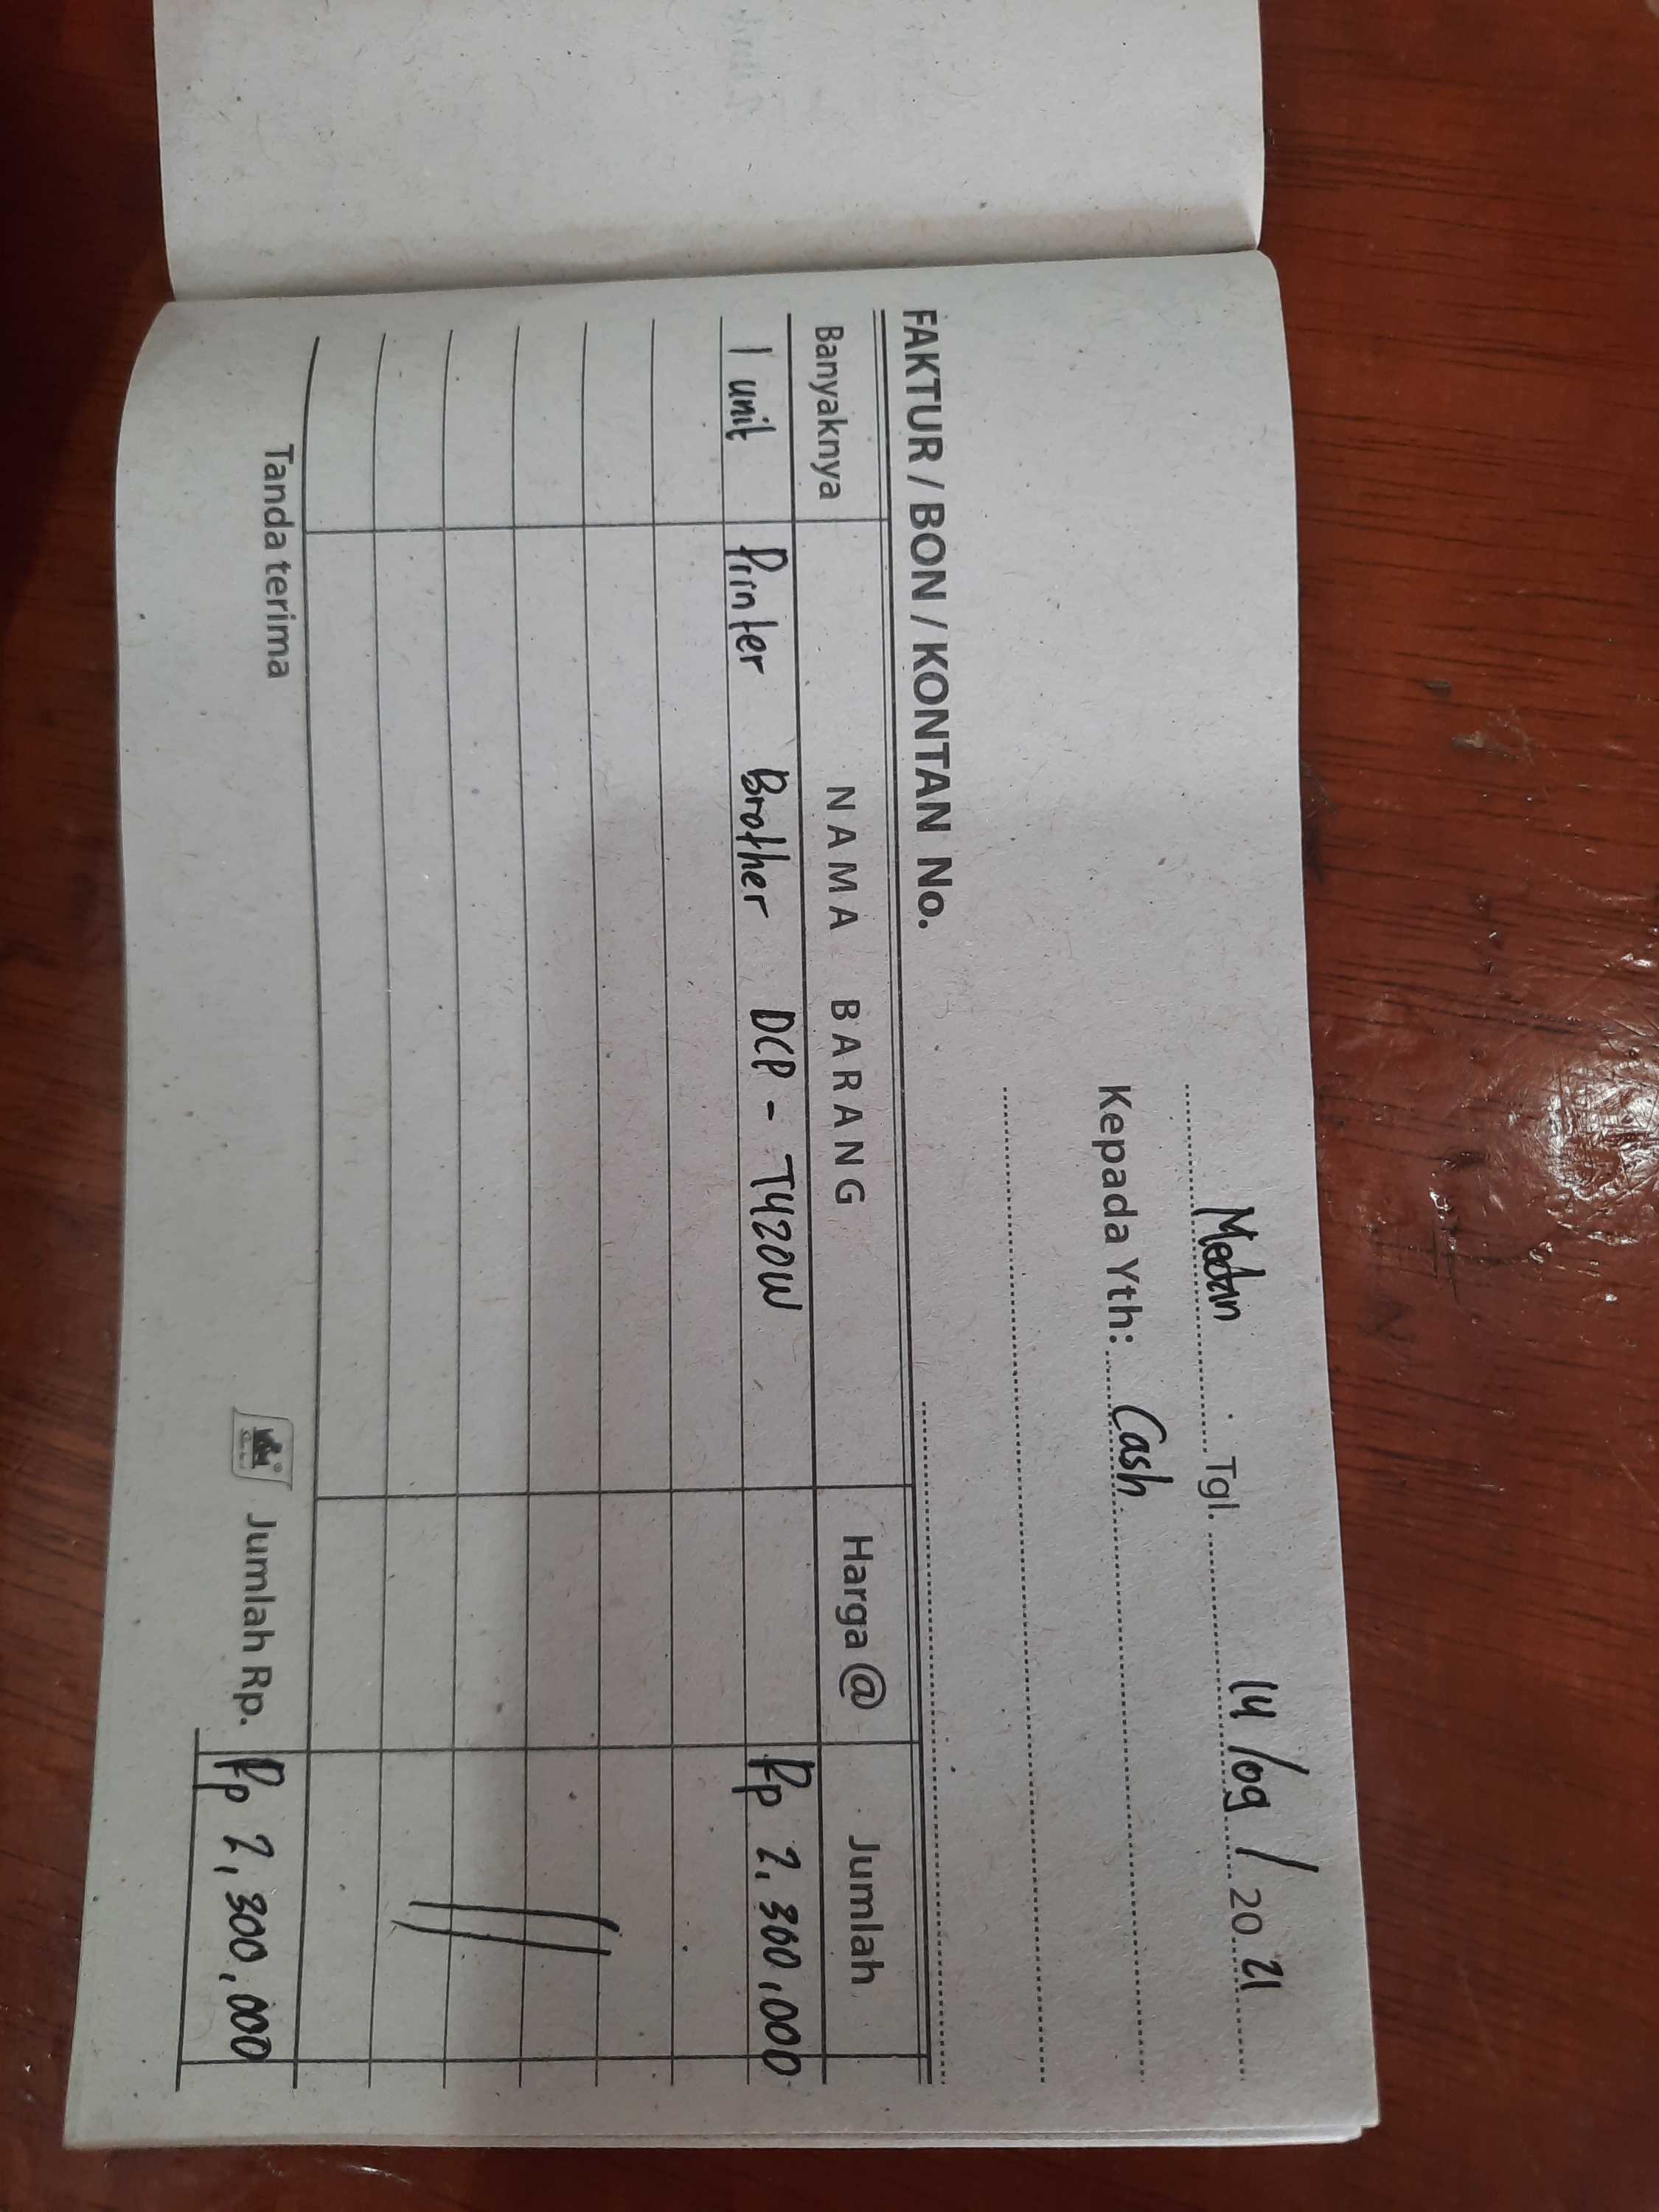 Medan Tgl. 14/09/2021
Kepada Yth: Cash
FAKTUR / BON / KONTAN No.
Banyaknya NAMA BARANG Harga @ Jumlah
1 unit Printer Brother DCP - T420W Rp 2.300.000
Tanda terima Jumlah Rp. Rp 2,300.000